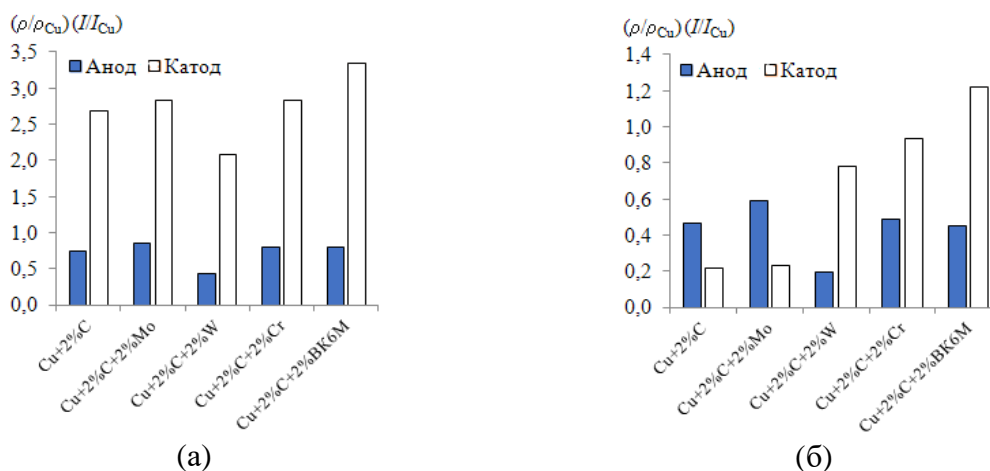 (ρ/ρCu) (I/ICu)
3,5
3,0
2,5
2,0
1,5
1,0
0,5
0,0
Анод Катод
Cu+2%C
Cu+2%C+2%Mo
Cu+2%C+2%W
Cu+2%C+2%Cr
Cu+2%C+2%ВК6М
(а)
(ρ/ρCu) (I/ICu)
1,4
1,2
1,0
0,8
0,6
0,4
0,2
0,0
Анод Катод
Cu+2%C
Cu+2%C+2%Mo
Cu+2%C+2%W
Cu+2%C+2%Cr
Cu+2%C+2%ВК6М
(б)